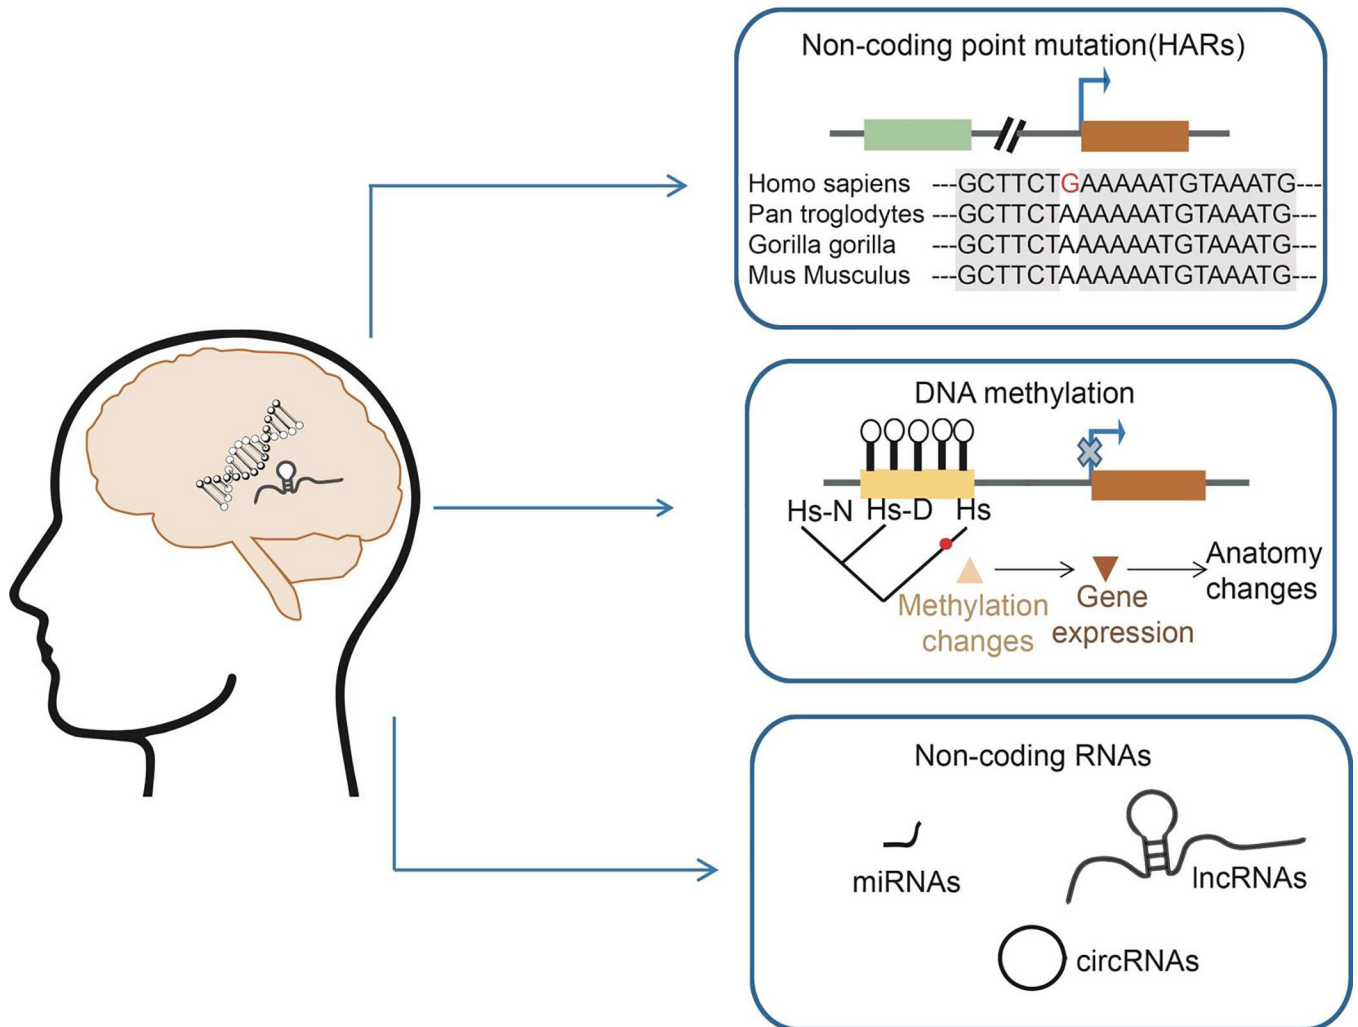 Non-coding point mutation(HARs)
Homo sapiens ---GCTTCTGAAAAATGTAAATG---
Pan troglodytes ---GCTTCTAAAAAATGTAAATG---
Gorilla gorilla ---GCTTCTAAAAAATGTAAATG---
Mus Musculus ---GCTTCTAAAAAATGTAAATG---
DNA methylation
Hs-N Hs-D Hs
Methylation
changes
Gene
expression
Anatomy
changes
Non-coding RNAs
miRNAs
lncRNAs
circRNAs